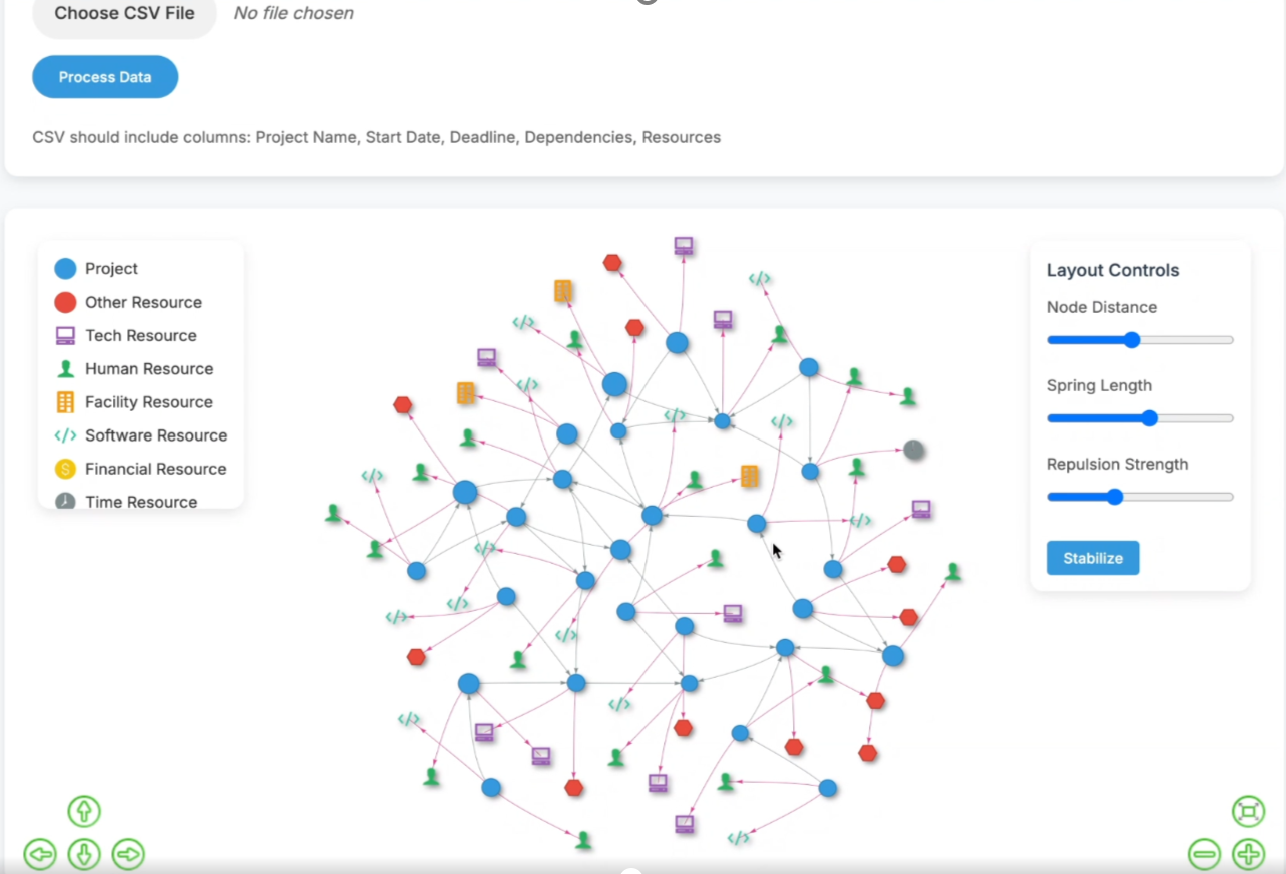 Choose CSV File No file chosen
Process Data
CSV should include columns: Project Name, Start Date, Deadline, Dependencies, Resources
Project
Other Resource
Tech Resource
Human Resource
Facility Resource
Software Resource
Financial Resource
Time Resource
Layout Controls
Node Distance
Spring Length
Repulsion Strength
Stabilize